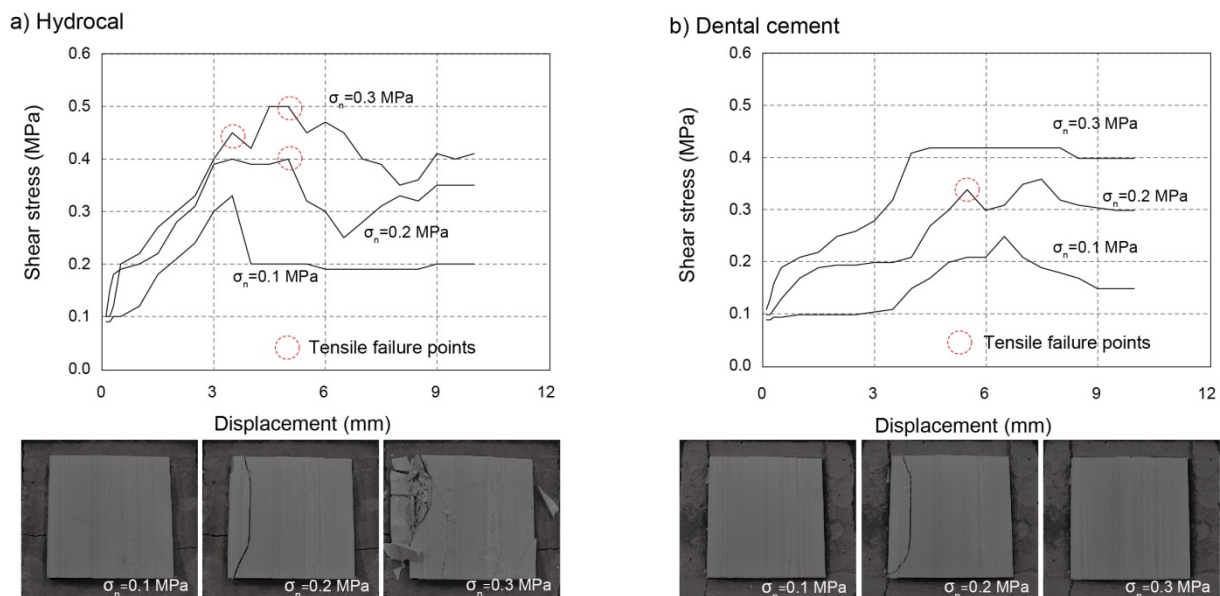 a) Hydrocal
0.6
0.5
0.4
0.3
0.2
0.1
0.0
Shear stress (MPa)
σn=0.3 MPa
σn=0.2 MPa
σn=0.1 MPa
Tensile failure points
0 3 6 9 12
Displacement (mm)
σn=0.1 MPa
σn=0.2 MPa
σn=0.3 MPa
b) Dental cement
0.6
0.5
0.4
0.3
0.2
0.1
0.0
Shear stress (MPa)
σn=0.3 MPa
σn=0.2 MPa
σn=0.1 MPa
Tensile failure points
0 3 6 9 12
Displacement (mm)
σn=0.1 MPa
σn=0.2 MPa
σn=0.3 MPa